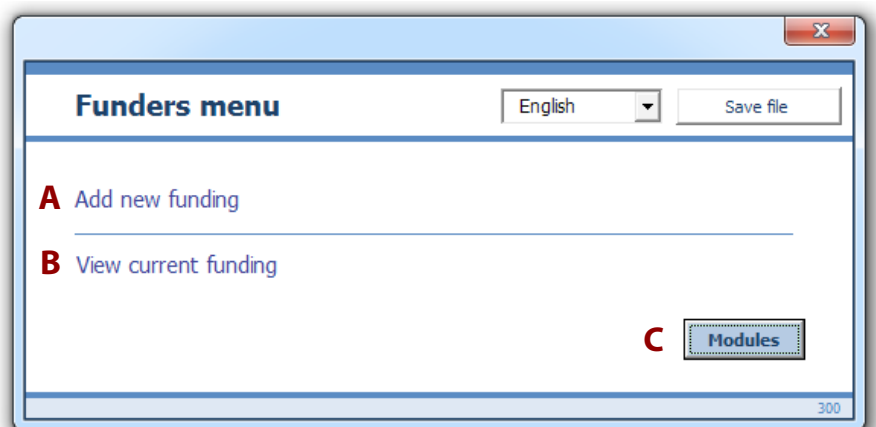 Funders menu English Save file
A Add new funding
B View current funding
C Modules
300